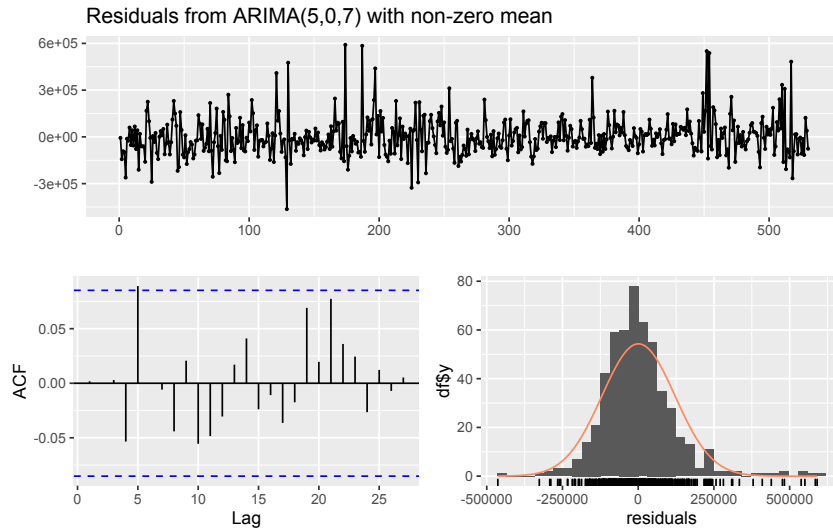 Residuals from ARIMA(5,0,7) with non-zero mean
6e+05
3e+05
0e+00
-3e+05
0 100 200 300 400 500
ACF
0.05
0.00
-0.05
0 5 10 15 20 25
Lag
df$y
80
60
40
20
0
-500000 -250000 0 250000 500000
residuals